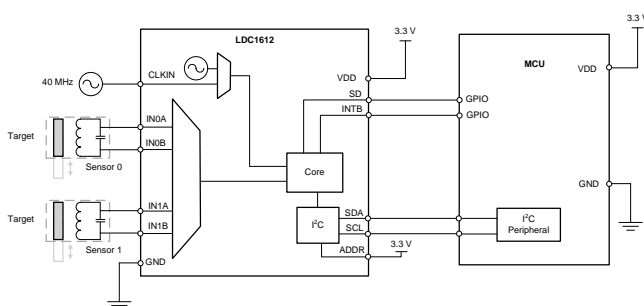 3.3 V
3.3 V
LDC1612
MCU
40 MHz
CLKIN
VDD
VDD
SD
GPIO
INTB
GPIO
Target
IN0A
IN0B
Sensor 0
Core
GND
Target
IN1A
IN1B
Sensor 1
I²C
SDA
SCL
I²C
Peripheral
ADDR
3.3 V
GND